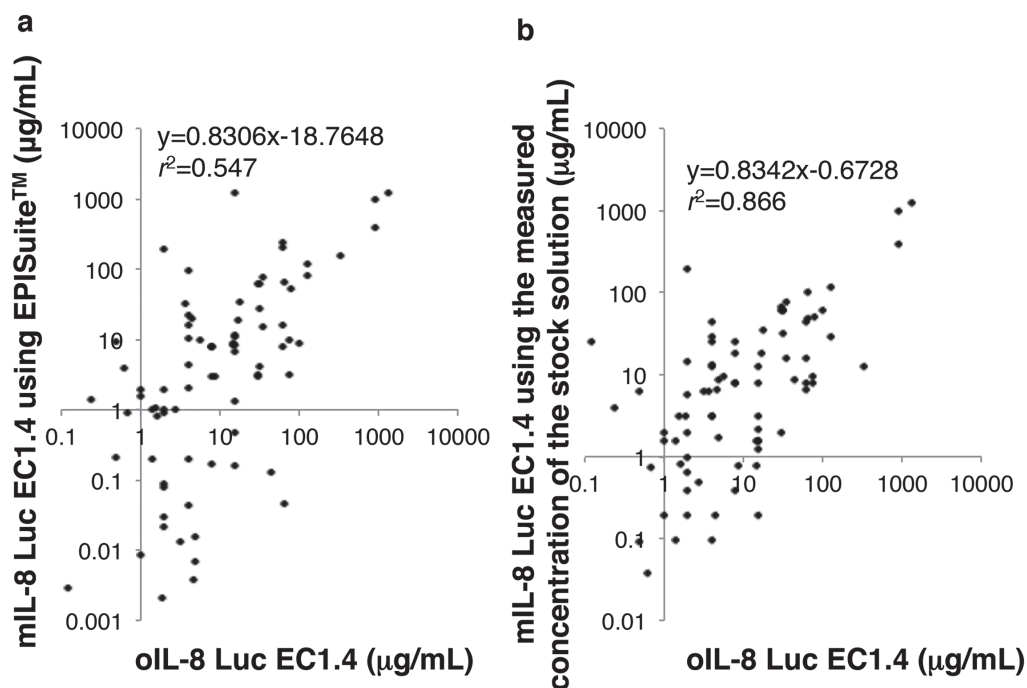 a
mIL-8 Luc EC1.4 using EPISuite™ (µg/mL)
y=0.8306x-18.7648
r²=0.547
10000
1000
100
10
1
0.1
0.01
0.001
0.1
1
10
100
1000
10000
oIL-8 Luc EC1.4 (µg/mL)
b
mIL-8 Luc EC1.4 using the measured
concentration of the stock solution (µg/mL)
y=0.8342x-0.6728
r²=0.866
10000
1000
100
10
1
0.1
0.01
0.1
1
10
100
1000
10000
oIL-8 Luc EC1.4 (µg/mL)